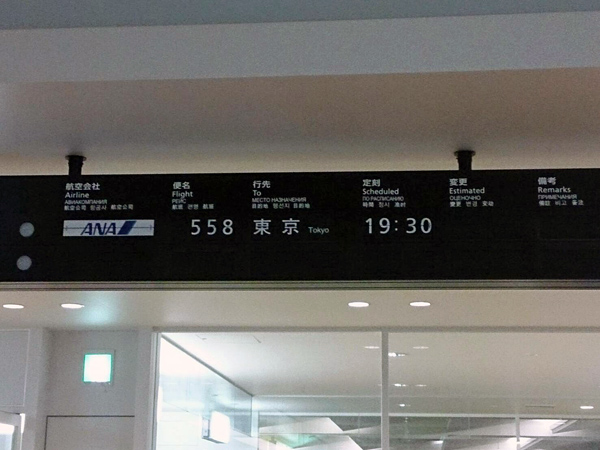 航空会社 便名 行先 定刻 変更 備考
Airline Flight To Scheduled Estimated Remarks
АВИАКОМПАНИЯ РЕЙС МЕСТО НАЗНАЧЕНИЯ ПО РАСПИСАНИЮ ОЦЕНОЧНО ПРИМЕЧАНИЯ
ANA 558 東京 Tokyo 19:30